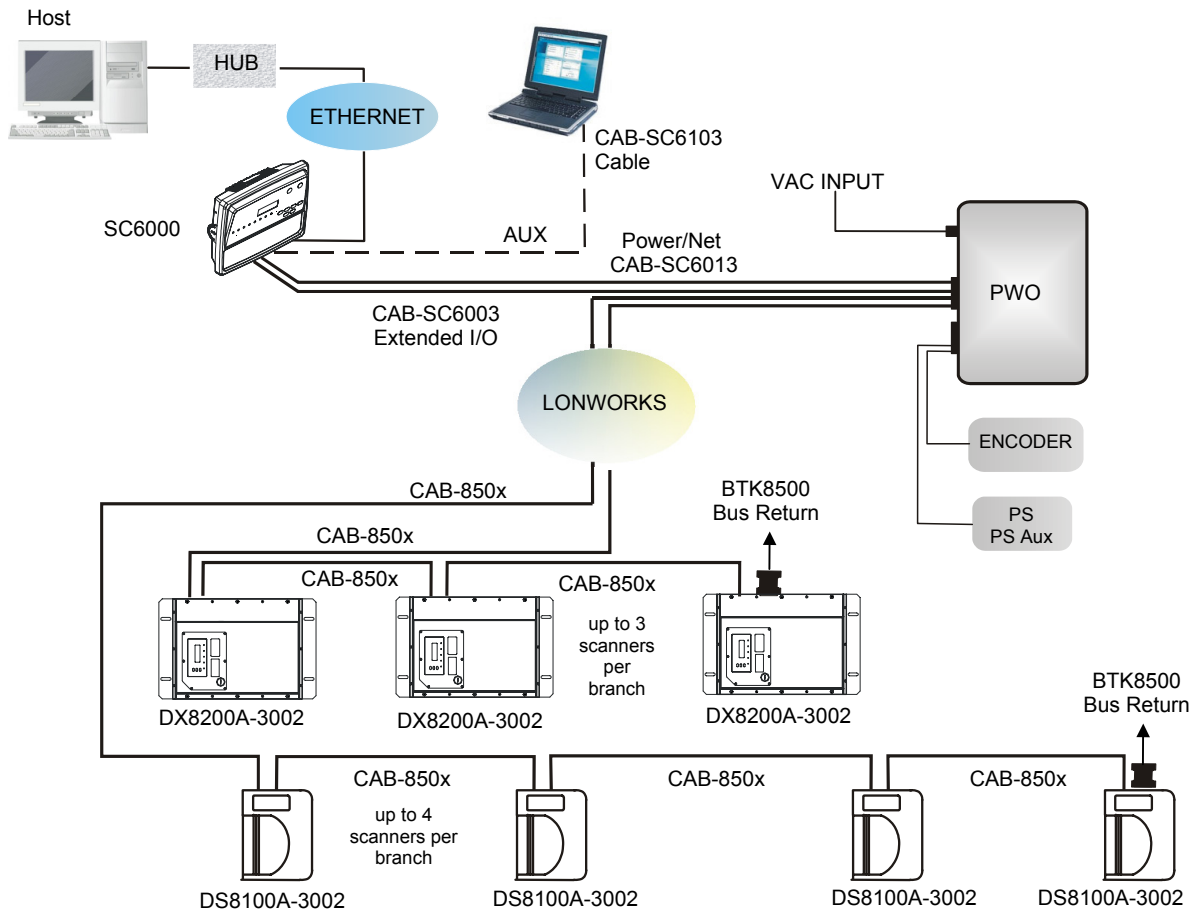 Host
HUB
ETHERNET
CAB-SC6103
Cable
VAC INPUT
SC6000
AUX
Power/Net
CAB-SC6013
PWO
CAB-SC6003
Extended I/O
LONWORKS
ENCODER
CAB-850x
BTK8500
Bus Return
PS
PS Aux
CAB-850x
CAB-850x
CAB-850x
up to 3
scanners
per
branch
BTK8500
Bus Return
DX8200A-3002
DX8200A-3002
DX8200A-3002
CAB-850x
CAB-850x
CAB-850x
up to 4
scanners per
branch
DS8100A-3002
DS8100A-3002
DS8100A-3002
DS8100A-3002